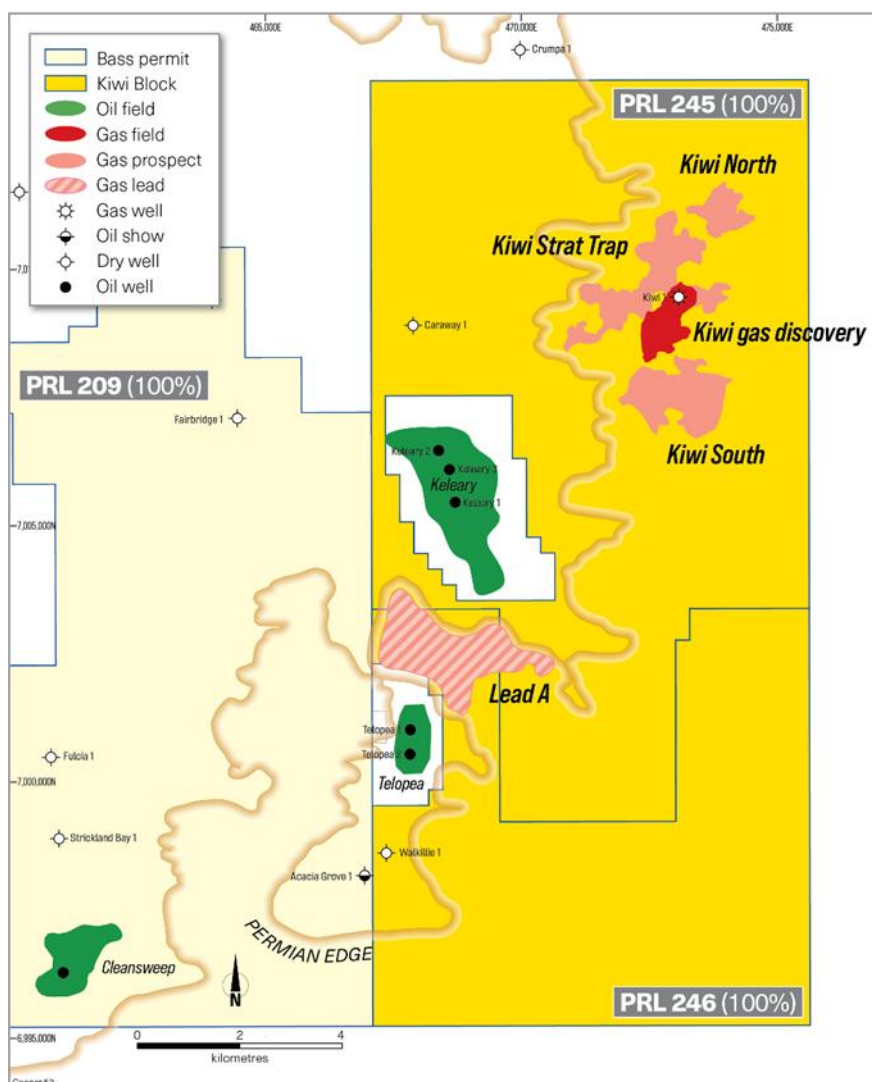 465,000E
470,000E
475,000E
Bass permit
Kiwi Block
Oil field
Gas field
Gas prospect
Gas lead
Gas well
Oil show
Dry well
Oil well
Crumpa 1
PRL 245 (100%)
Kiwi North
Kiwi Strat Trap
Kiwi 1
Kiwi gas discovery
Caraway 1
PRL 209 (100%)
Fairbridge 1
Kiwi South
Keleary 2
Keleary 3
Keleary
Keleary 1
7,005,000N
Lead A
Telopea 1
Telopea 2
Telopea
Fulcia 1
7,000,000N
Strickland Bay 1
Walkillie 1
Acacia Grove 1
PERMIAN EDGE
Cleansweep
N
PRL 246 (100%)
6,995,000N
0 2 4
kilometres